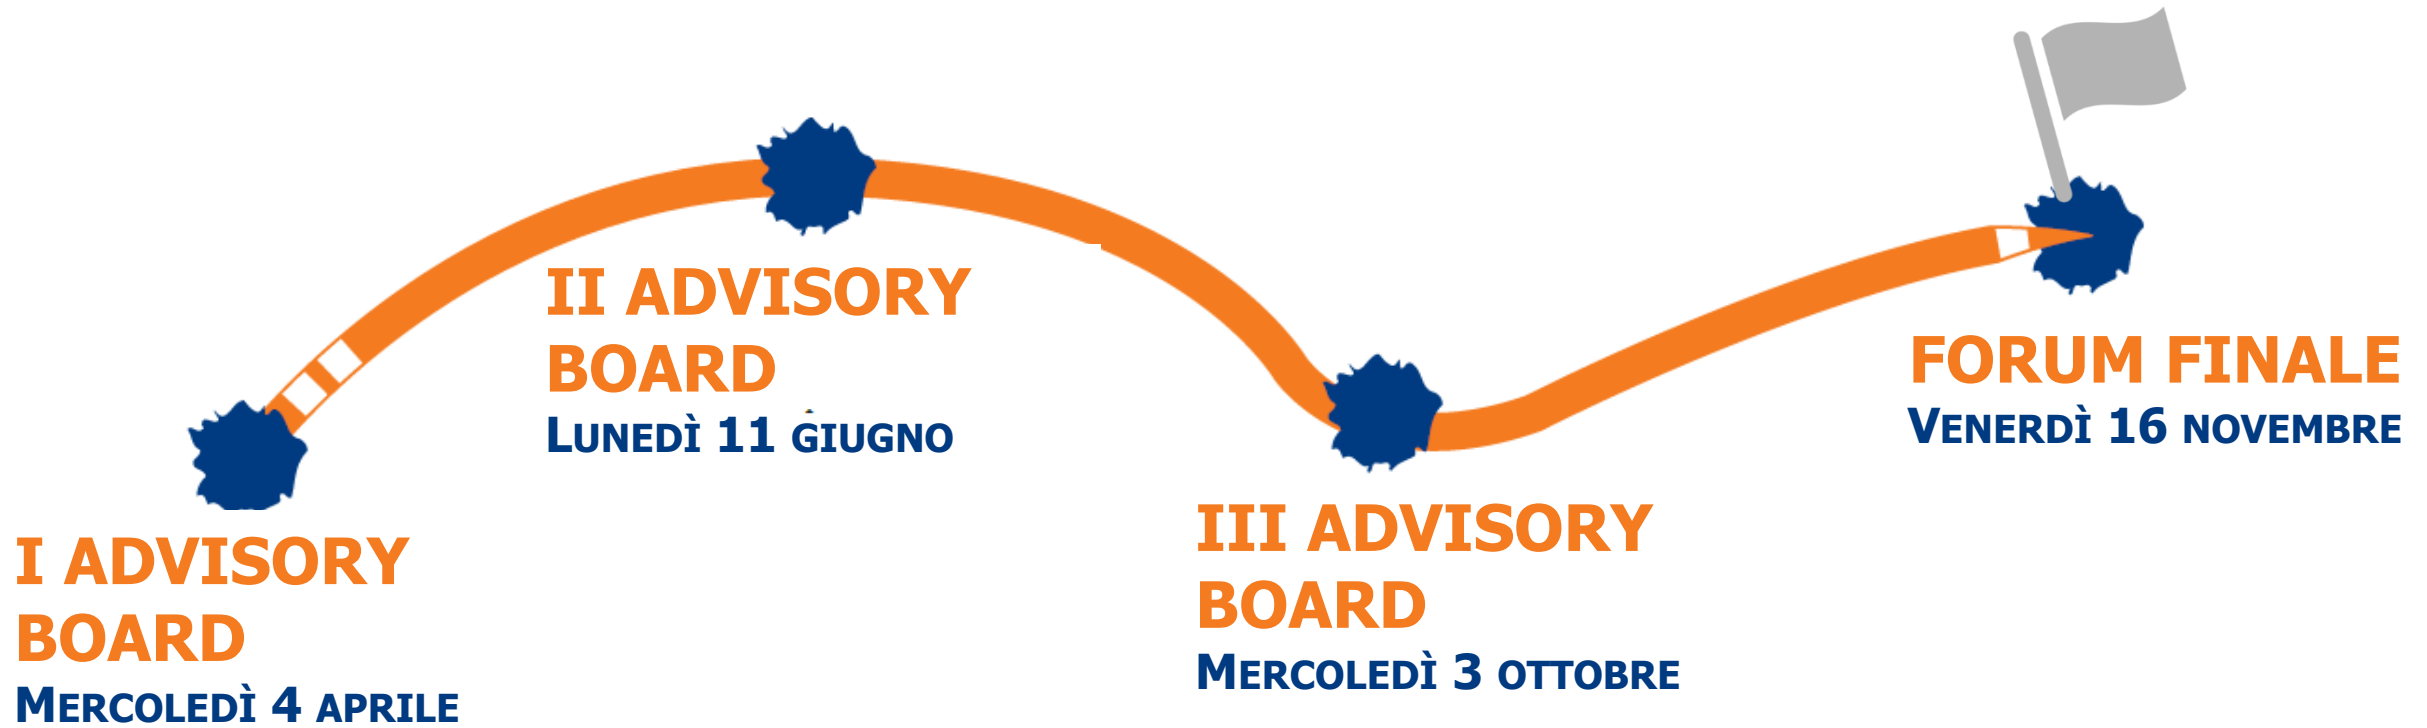 I ADVISORY
BOARD
MERCOLEDÌ 4 APRILE
II ADVISORY
BOARD
LUNEDÌ 11 GIUGNO
III ADVISORY
BOARD
MERCOLEDÌ 3 OTTOBRE
FORUM FINALE
VENERDÌ 16 NOVEMBRE